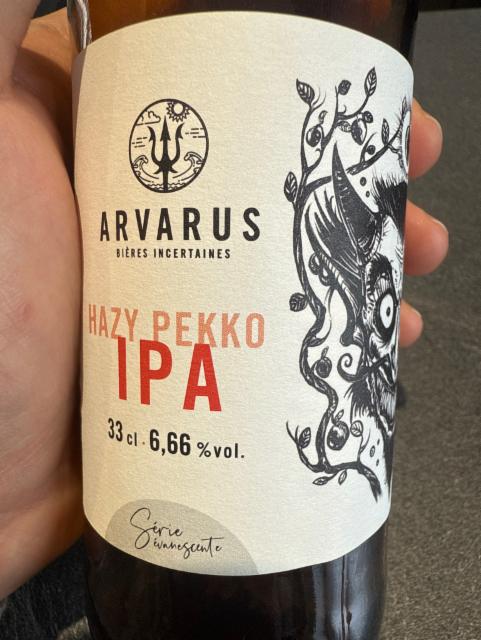 ARVARUS
BIÈRES INCERTAINES
HAZY PEKKO
IPA
33 cl · 6,66 %vol.
Série
évanescente